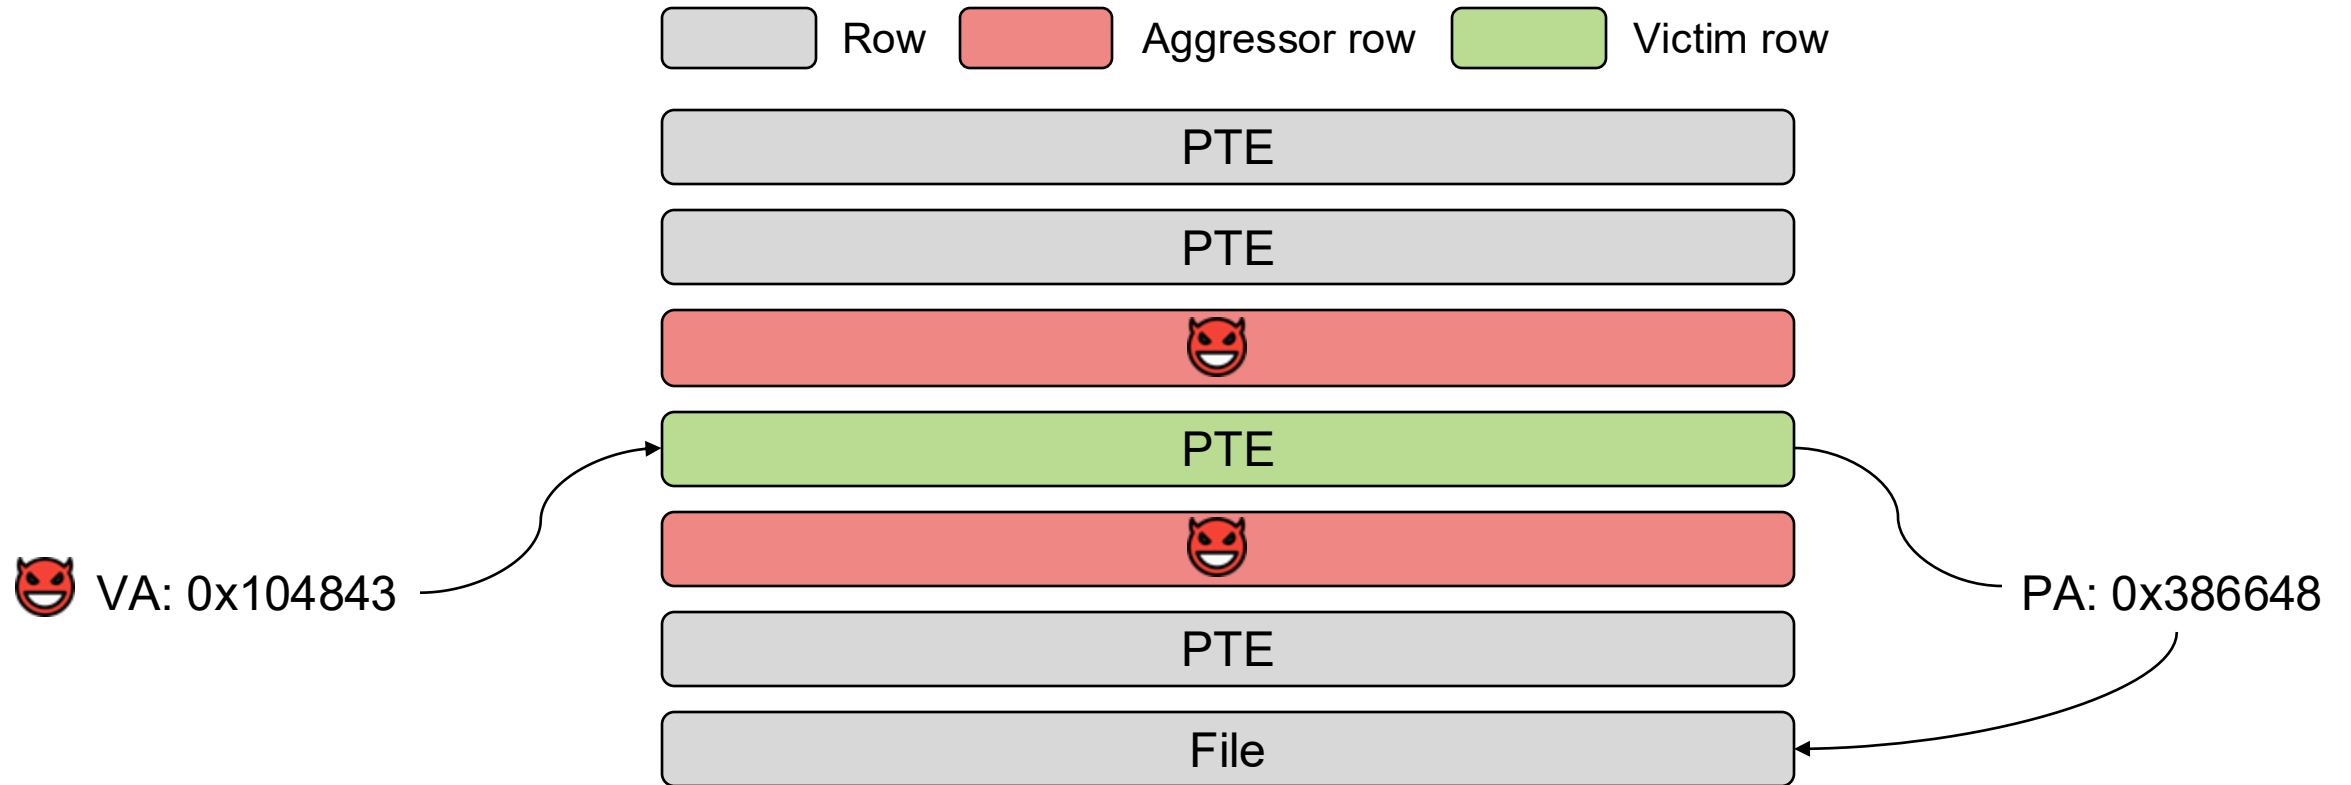 Row Aggressor row Victim row
PTE
PTE
PTE
VA: 0x104843
PA: 0x386648
PTE
File